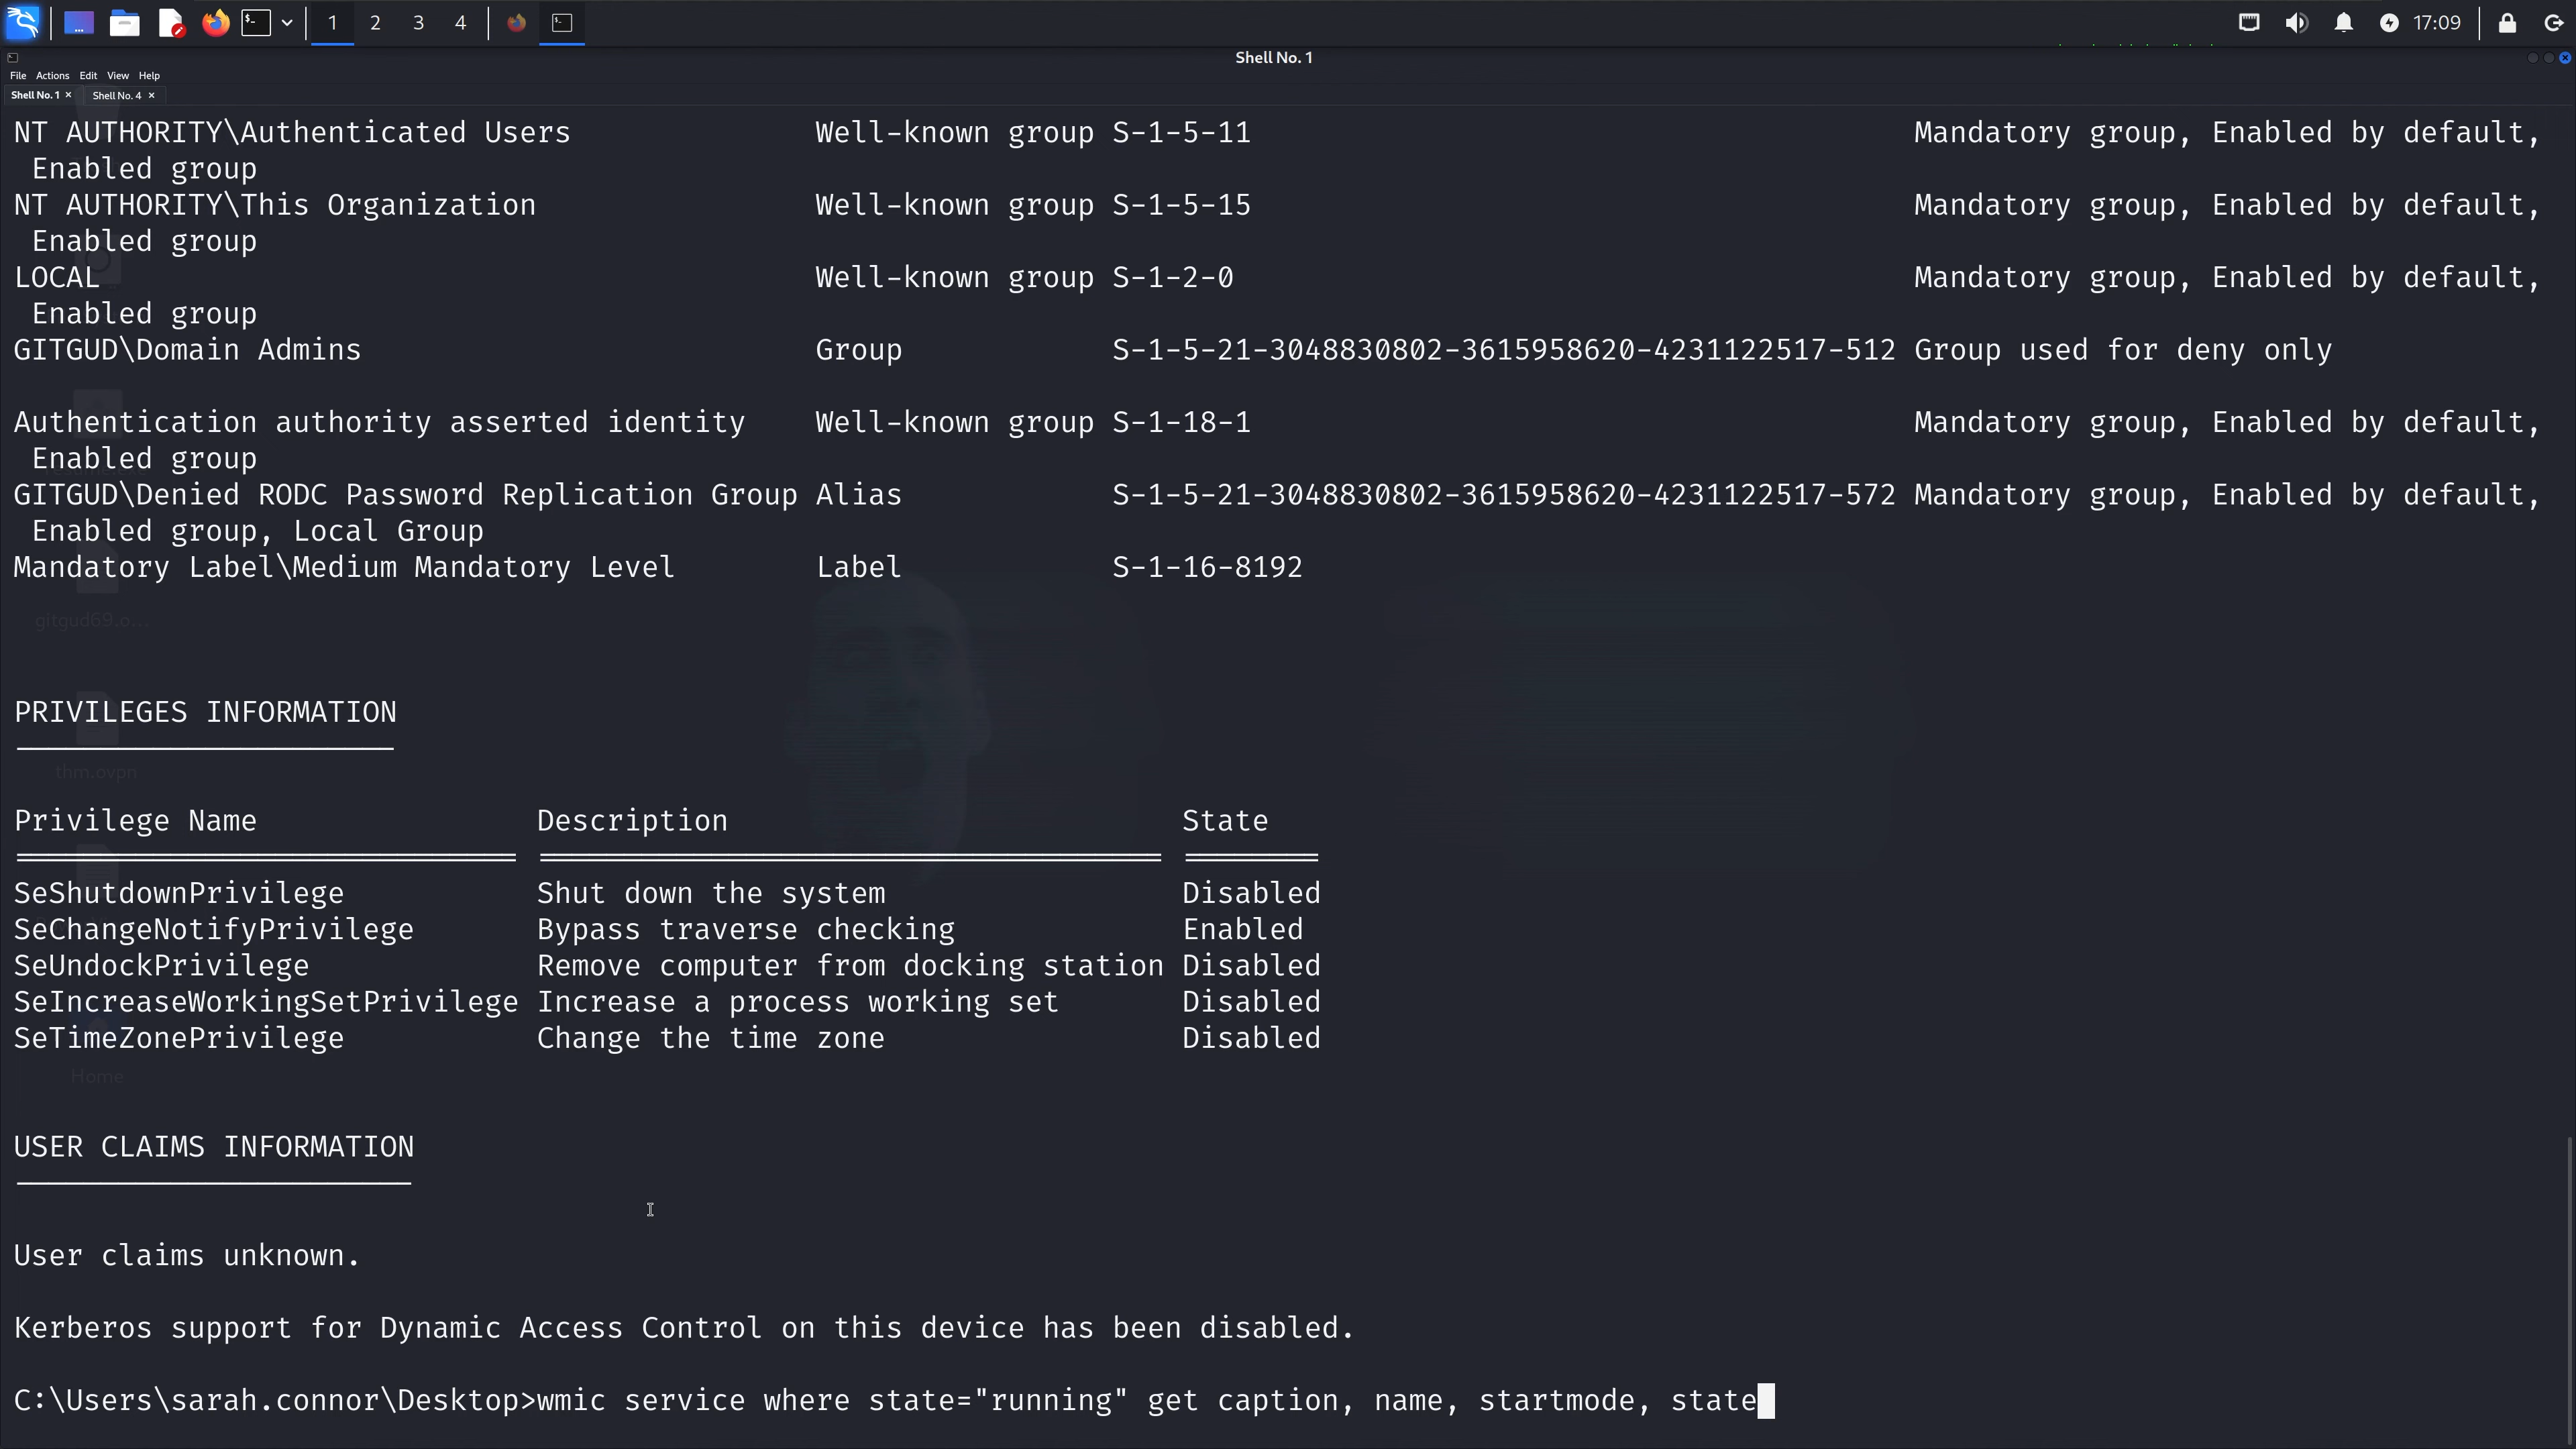 1 2 3 4 17:09
Shell No. 1
File Actions Edit View Help
Shell No. 1 × Shell No. 4 ×
NT AUTHORITY\Authenticated Users Well-known group S-1-5-11 Mandatory group, Enabled by default,
Enabled group
NT AUTHORITY\This Organization Well-known group S-1-5-15 Mandatory group, Enabled by default,
Enabled group
LOCAL Well-known group S-1-2-0 Mandatory group, Enabled by default,
Enabled group
GITGUD\Domain Admins Group S-1-5-21-3048830802-3615958620-4231122517-512 Group used for deny only
Authentication authority asserted identity Well-known group S-1-18-1 Mandatory group, Enabled by default,
Enabled group
GITGUD\Denied RODC Password Replication Group Alias S-1-5-21-3048830802-3615958620-4231122517-572 Mandatory group, Enabled by default,
Enabled group, Local Group
Mandatory Label\Medium Mandatory Level Label S-1-16-8192
gitgud69.o...
PRIVILEGES INFORMATION
thm.ovpn
Privilege Name Description State
SeShutdownPrivilege Shut down the system Disabled
SeChangeNotifyPrivilege Bypass traverse checking Enabled
SeUndockPrivilege Remove computer from docking station Disabled
SeIncreaseWorkingSetPrivilege Increase a process working set Disabled
SeTimeZonePrivilege Change the time zone Disabled
Home
USER CLAIMS INFORMATION
User claims unknown.
Kerberos support for Dynamic Access Control on this device has been disabled.
C:\Users\sarah.connor\Desktop>wmic service where state="running" get caption, name, startmode, state